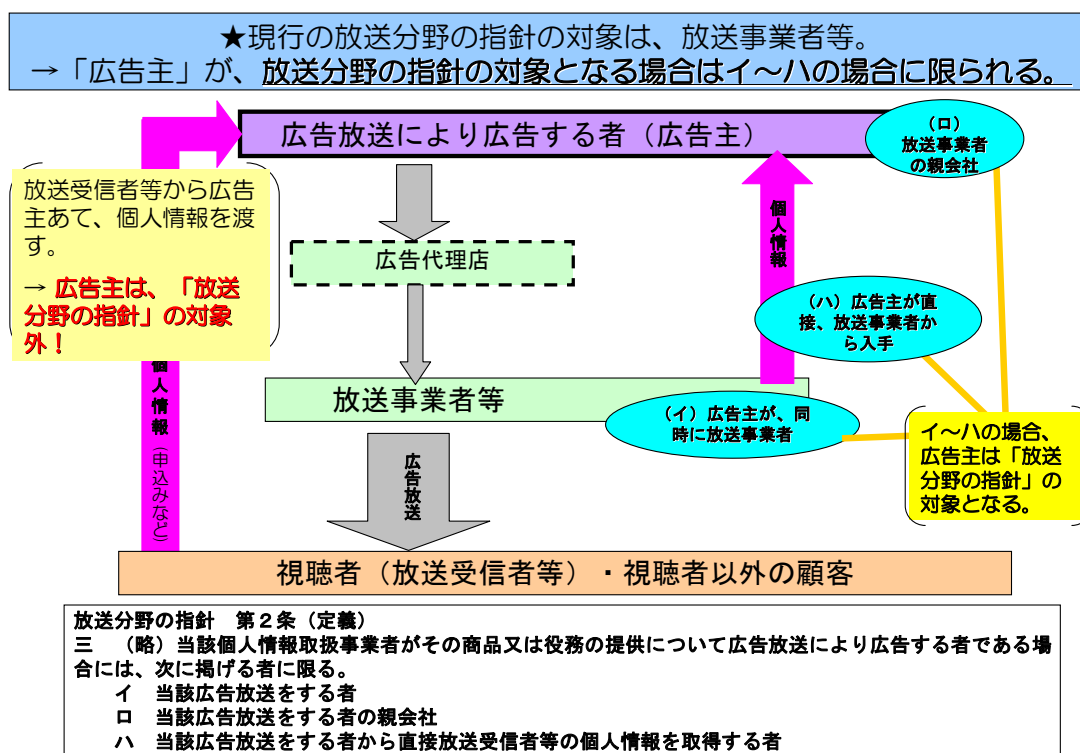 ★現行の放送分野の指針の対象は、放送事業者等。
→「広告主」が、放送分野の指針の対象となる場合はイ～ハの場合に限られる。
広告放送により広告する者（広告主）
（ロ）
放送事業者
の親会社
放送受信者等から広告
主あて、個人情報を渡
す。
→ 広告主は、「放送
分野の指針」の対象
外！
広告代理店
個人情報
（ハ）広告主が直
接、放送事業者か
ら入手
個人情報（申込みなど）
放送事業者等
（イ）広告主が、同
時に放送事業者
イ～ハの場合、
広告主は「放送
分野の指針」の
対象となる。
広告放送
視聴者（放送受信者等）・視聴者以外の顧客
放送分野の指針　第２条（定義）
三　（略）当該個人情報取扱事業者がその商品又は役務の提供について広告放送により広告する者である場
合には、次に掲げる者に限る。
イ　当該広告放送をする者
ロ　当該広告放送をする者の親会社
ハ　当該広告放送をする者から直接放送受信者等の個人情報を取得する者